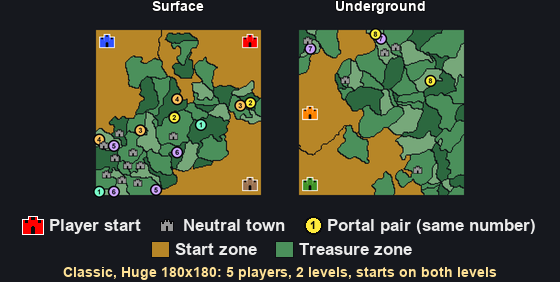 Surface Underground
Player start Neutral town 1 Portal pair (same number)
Start zone Treasure zone
Classic, Huge 180x180: 5 players, 2 levels, starts on both levels